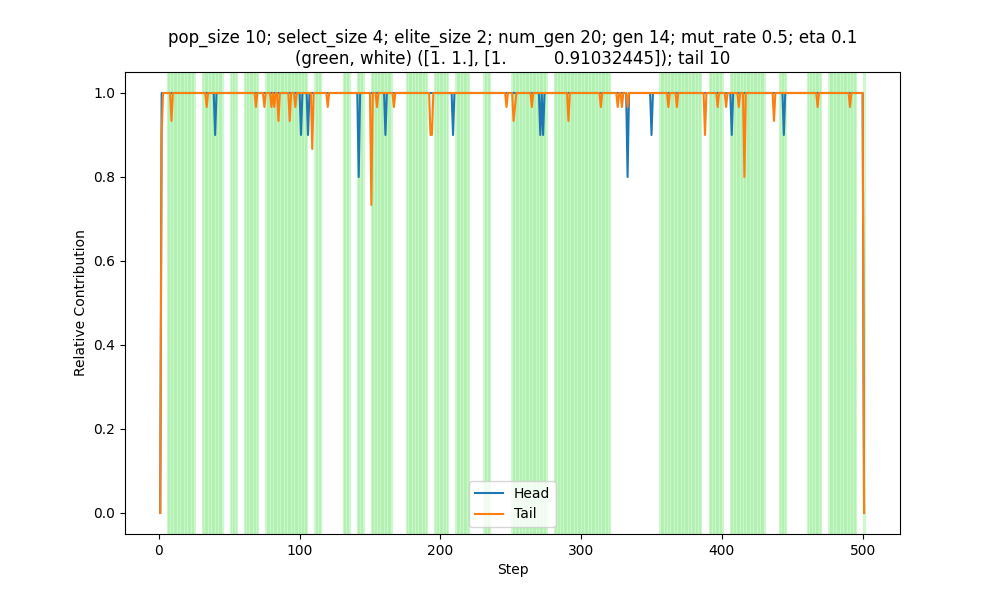 pop_size 10; select_size 4; elite_size 2; num_gen 20; gen 14; mut_rate 0.5; eta 0.1
(green, white) ([1. 1.], [1.         0.91032445]); tail 10
1.0
0.8
0.6
0.4
0.2
0.0
Relative Contribution
Head
Tail
0 100 200 300 400 500
Step